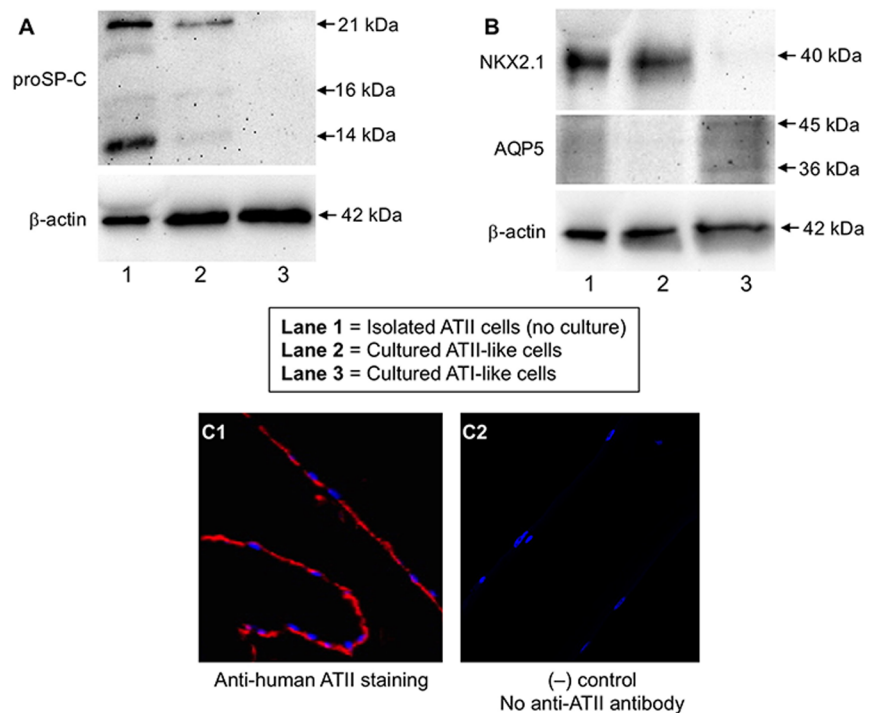 A
proSP-C
21 kDa
16 kDa
14 kDa
β-actin
42 kDa
1 2 3
B
NKX2.1
40 kDa
AQP5
45 kDa
36 kDa
β-actin
42 kDa
1 2 3
Lane 1 = Isolated ATII cells (no culture)
Lane 2 = Cultured ATII-like cells
Lane 3 = Cultured ATI-like cells
C1
Anti-human ATII staining
C2
(–) control
No anti-ATII antibody